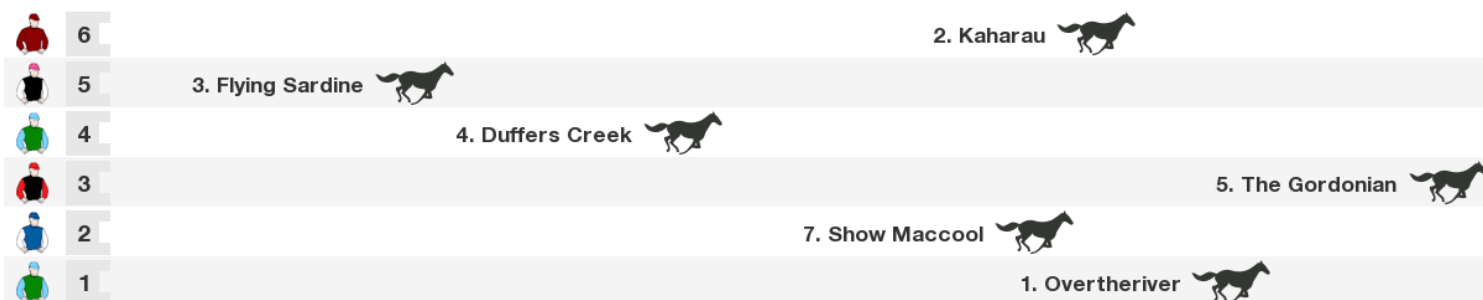 6 2. Kaharau
5 3. Flying Sardine
4 4. Duffers Creek
3 5. The Gordonian
2 7. Show Maccool
1 1. Overtheriver